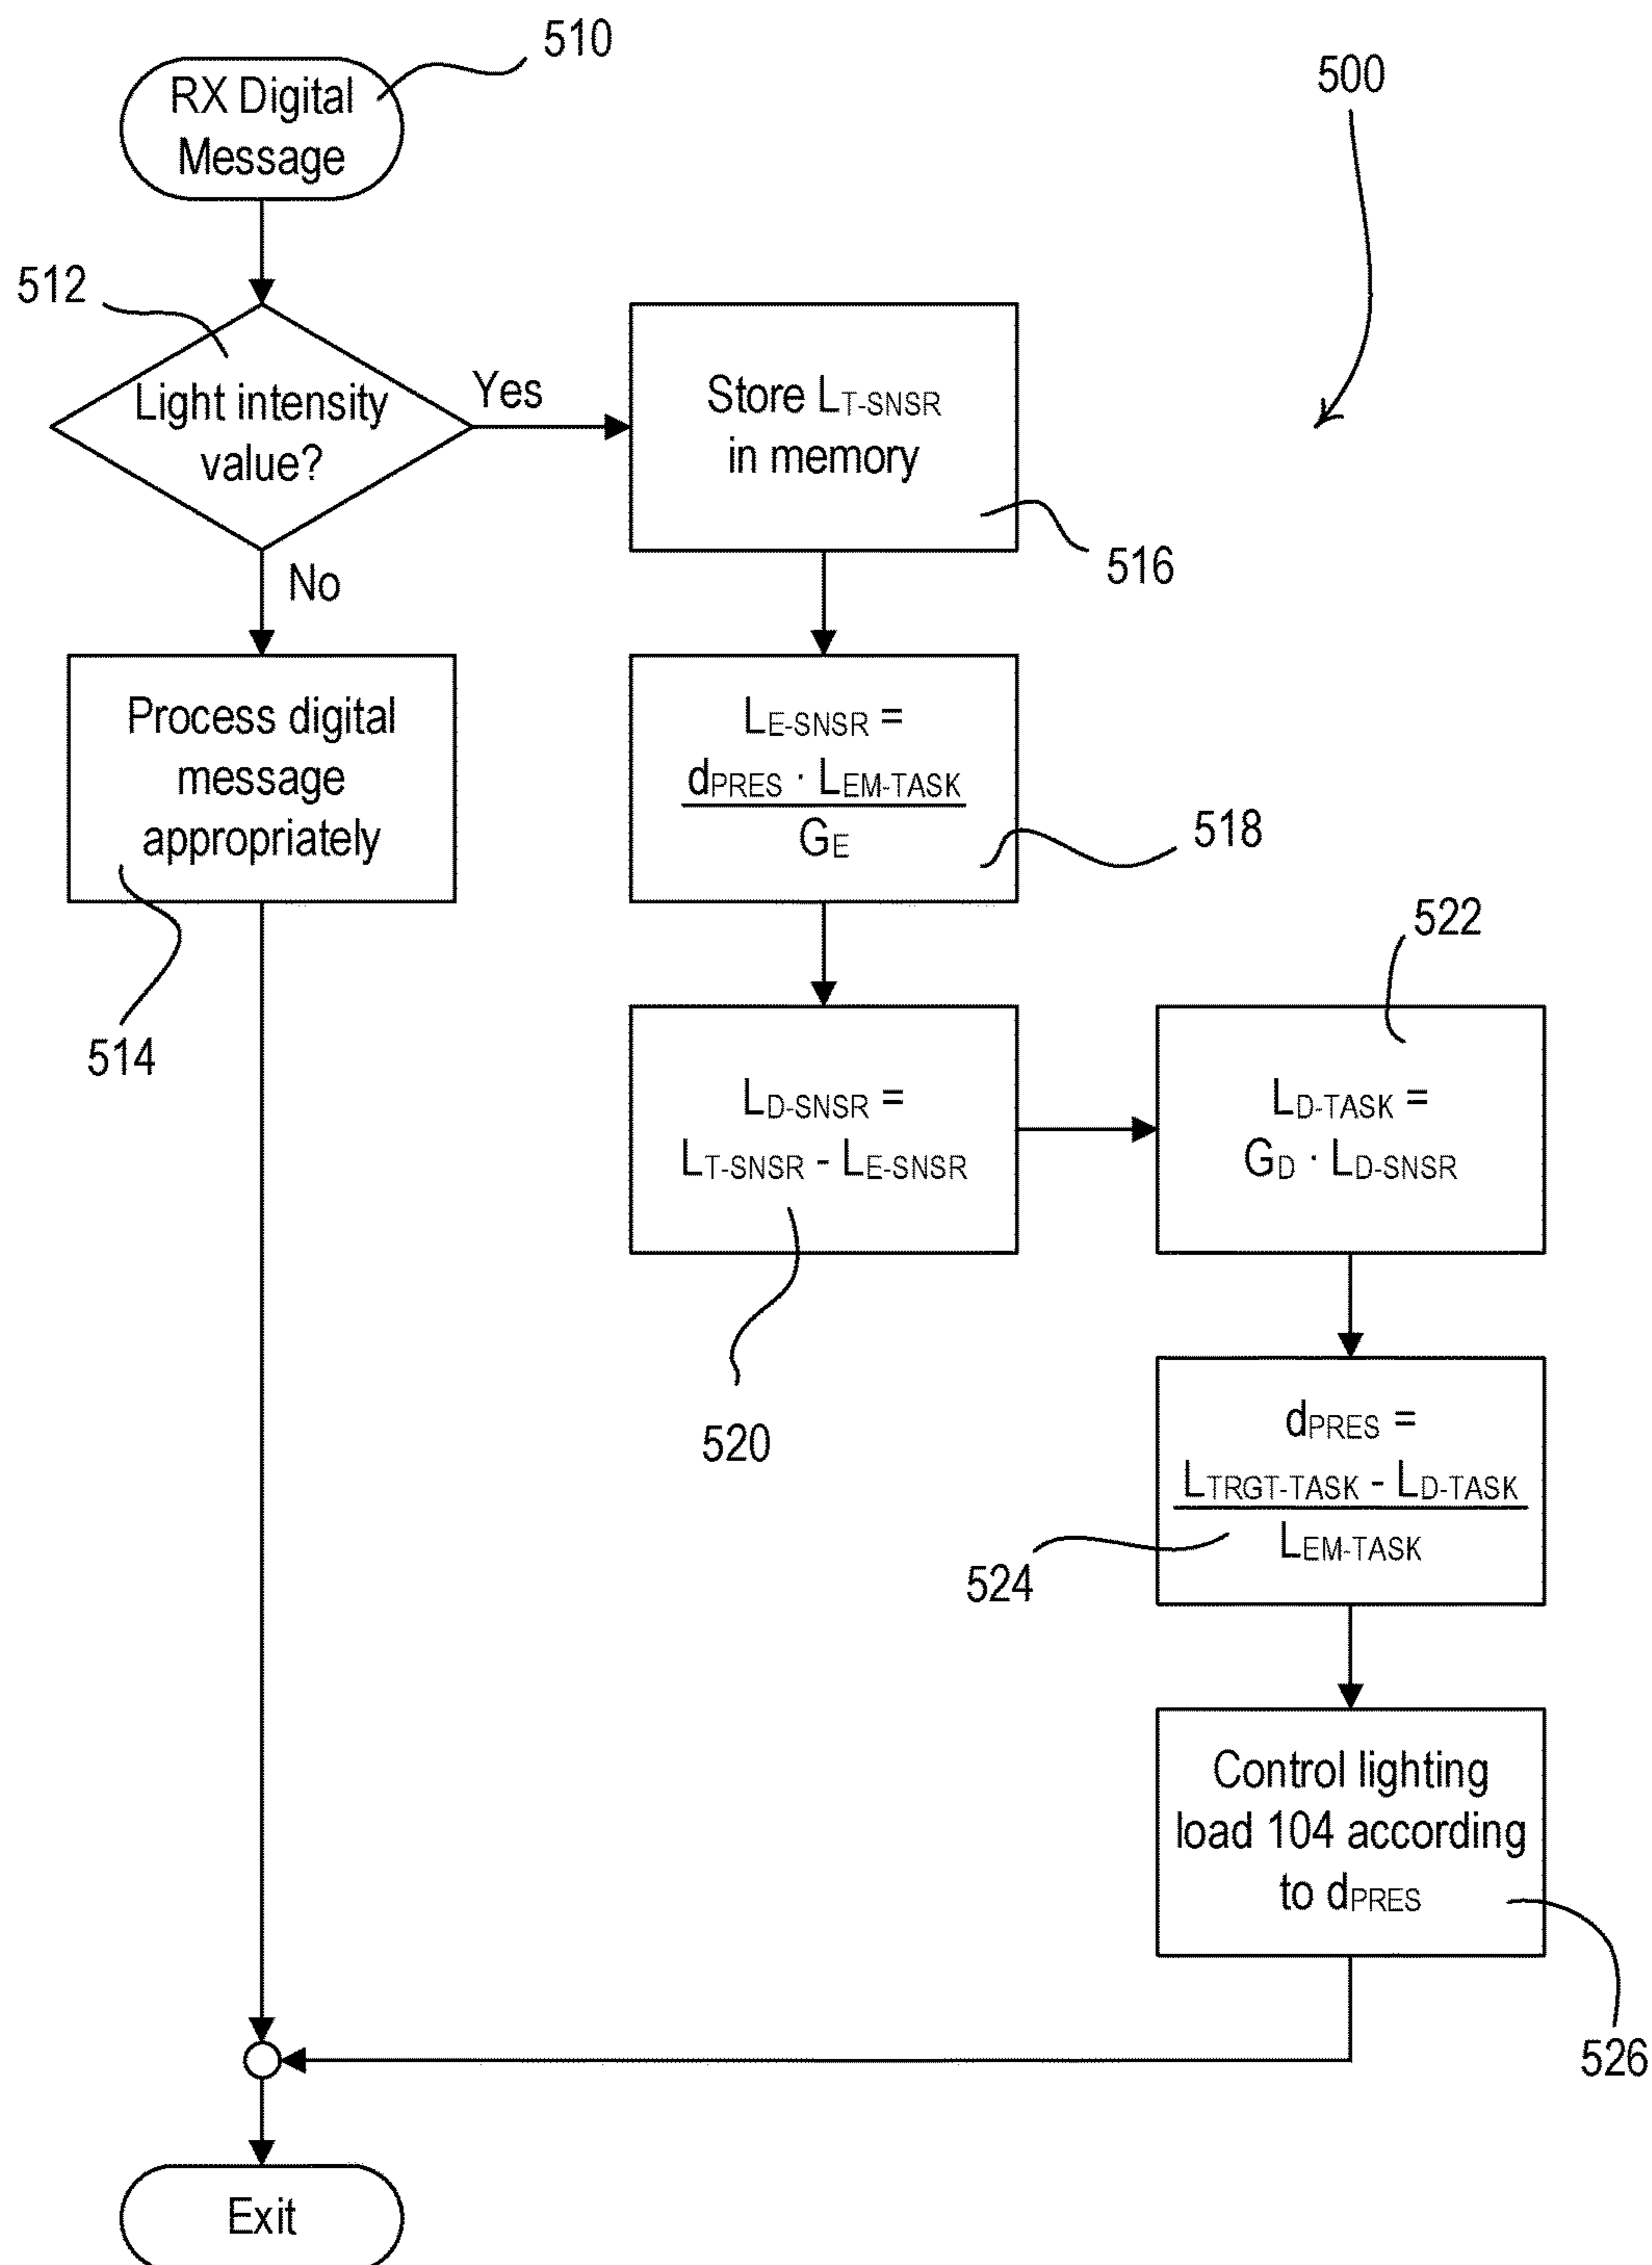 510
RX Digital
Message
500
512
Light intensity
value?
Yes
Store LT-SNSR
in memory
516
No
Process digital
message
appropriately
514
LE-SNSR =
dPRES · LEM-TASK
GE
518
LD-SNSR =
LT-SNSR - LE-SNSR
520
522
LD-TASK =
GD · LD-SNSR
dPRES =
LTRGT-TASK - LD-TASK
LEM-TASK
524
Control lighting
load 104 according
to dPRES
526
Exit